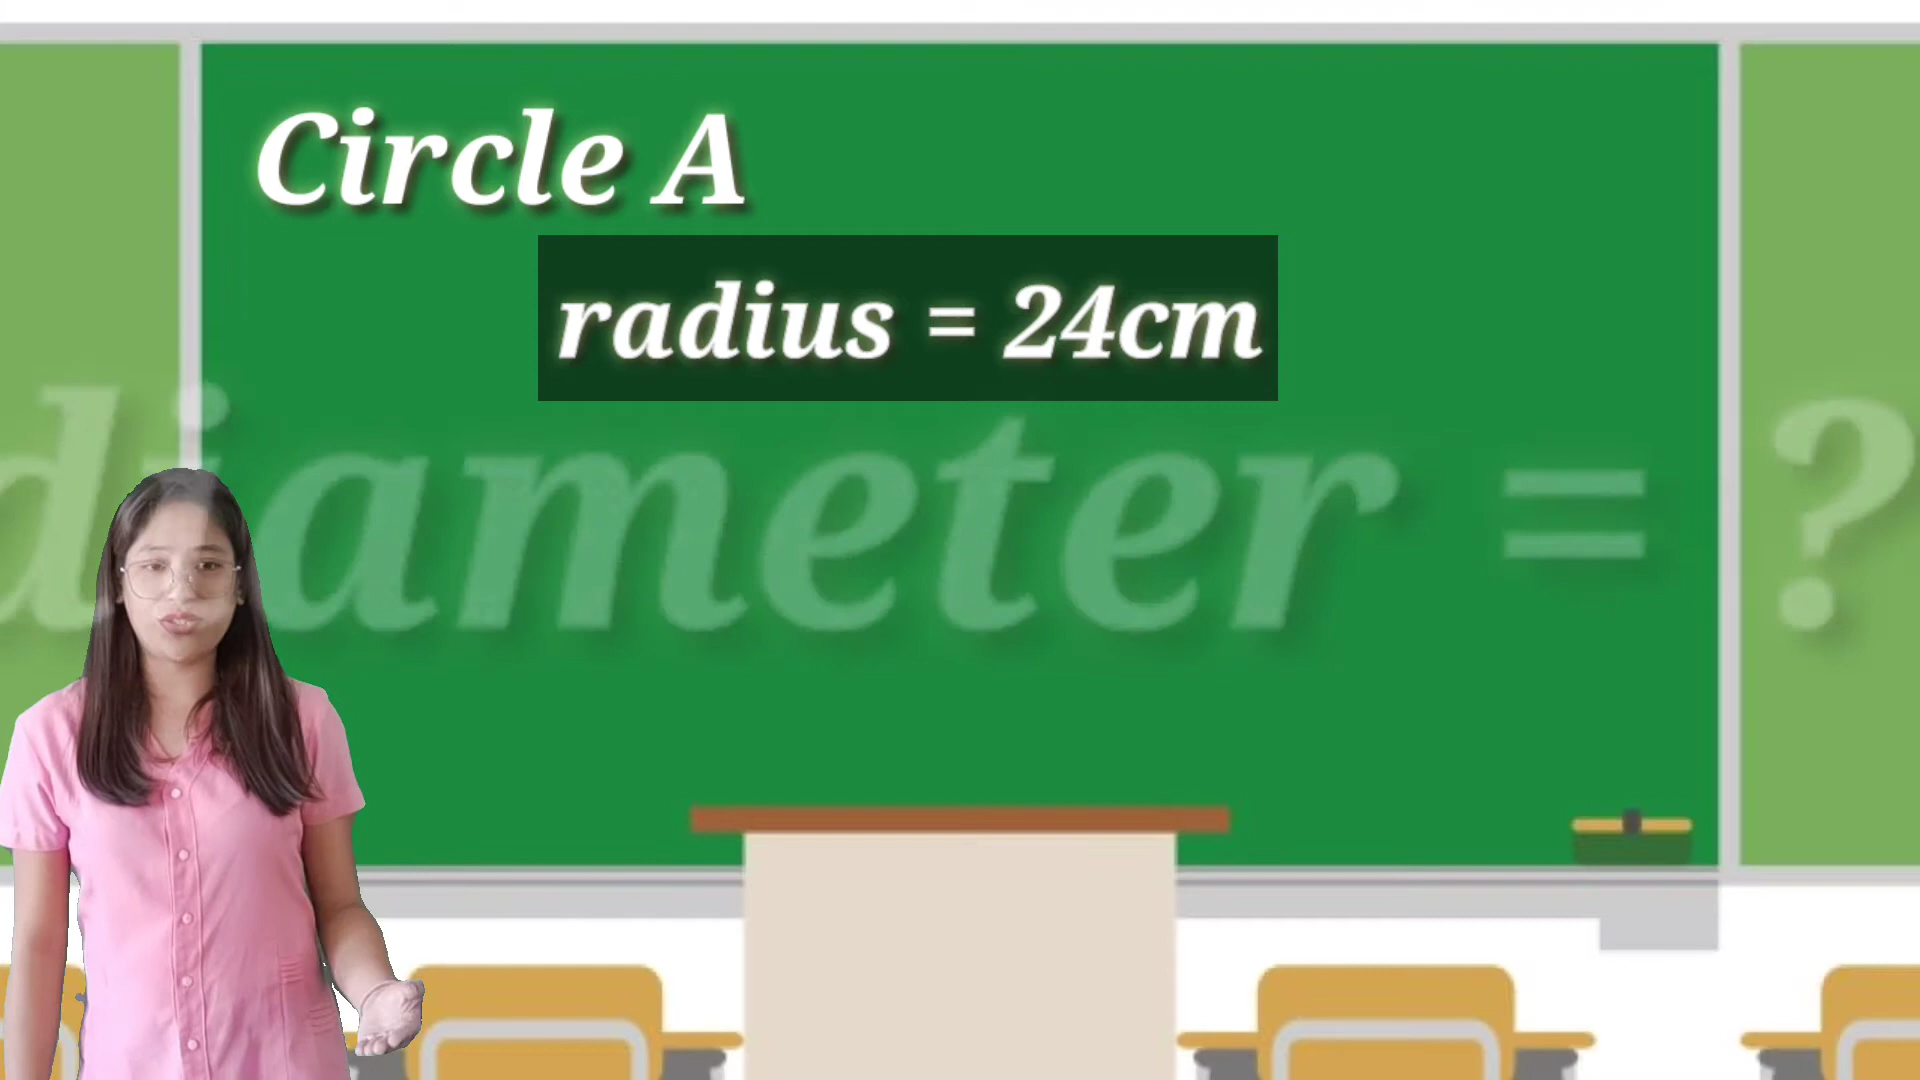 Circle A
radius = 24cm
diameter = ?